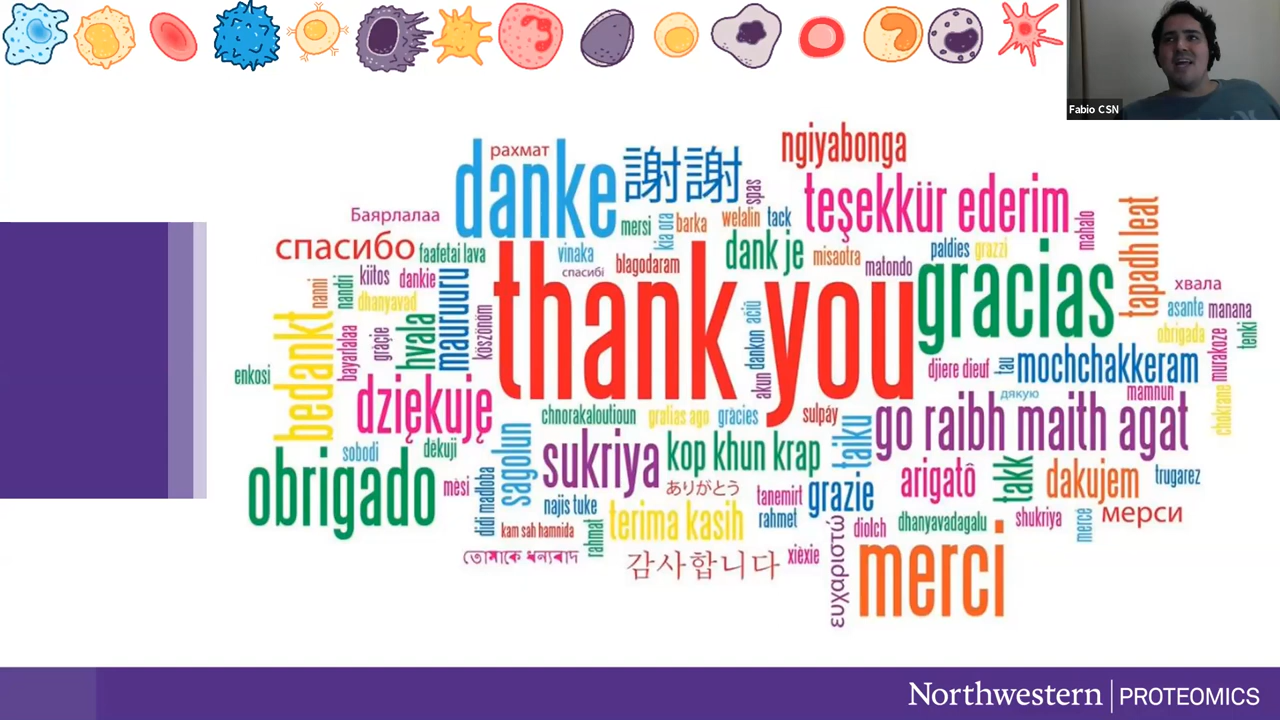 Fabio CSN
ngiyabonga
рахмат
danke
謝謝
spas
teşekkür ederim
Баярлалаа
mersi
kia ora
barka
welalin
tack
mahalo
tapadh leat
спасибо
faafetai lava
vinaka
спасибі
blagodaram
dank je
misaotra
matondo
paldies
grazzi
gracias
хвала
nanni
nandri
kiitos
dankie
dhanyavad
mauruuru
köszönöm
thank you
asante
manana
obrigada
tenki
bedankt
bayarlalaa
gràcie
hvala
dankon
aciū
akun
djiere dieuf
tau
mochchakkeram
murakoze
enkosi
dziękuję
chnorakaloutioun
gratias ago
gràcies
sulpáy
дякую
mamnun
chokrane
go raibh maith agat
sobodi
dėkuji
sagolun
sukriya
kop khun krap
taiku
arigatô
takk
dakujem
trugarez
obrigado
mèsi
didi madloba
najis tuke
ありがとう
tanemirt
rahmet
grazie
terima kasih
kam sah hamnida
rahmat
diolch
dhanyavadagalu
shukriya
merce
мерси
তোমাকে ধন্যবাদ
감사합니다
xièxie
ευχαριστώ
merci
Northwestern | PROTEOMICS